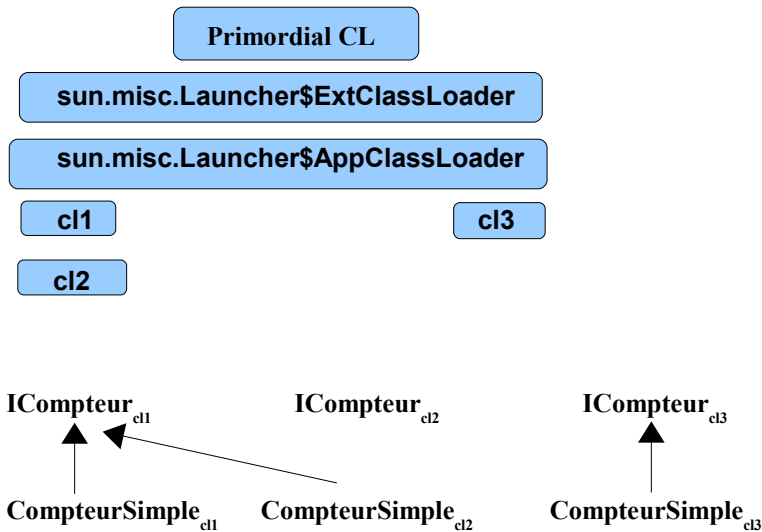 Primordial CL
sun.misc.Launcher$ExtClassLoader
sun.misc.Launcher$AppClassLoader
cl1 cl3
cl2
ICompteur cl1 ICompteur cl2 ICompteur cl3
CompteurSimple cl1 CompteurSimple cl2 CompteurSimple cl3